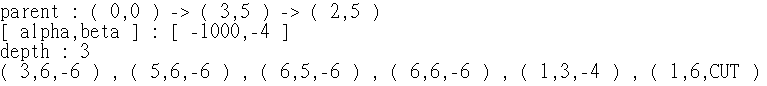 parent : ( 0,0 ) -> ( 3,5 ) -> ( 2,5 )
[ alpha,beta ] : [ -1000,-4 ]
depth : 3
( 3,6,-6 ) , ( 5,6,-6 ) , ( 6,5,-6 ) , ( 6,6,-6 ) , ( 1,3,-4 ) , ( 1,6,CUT )